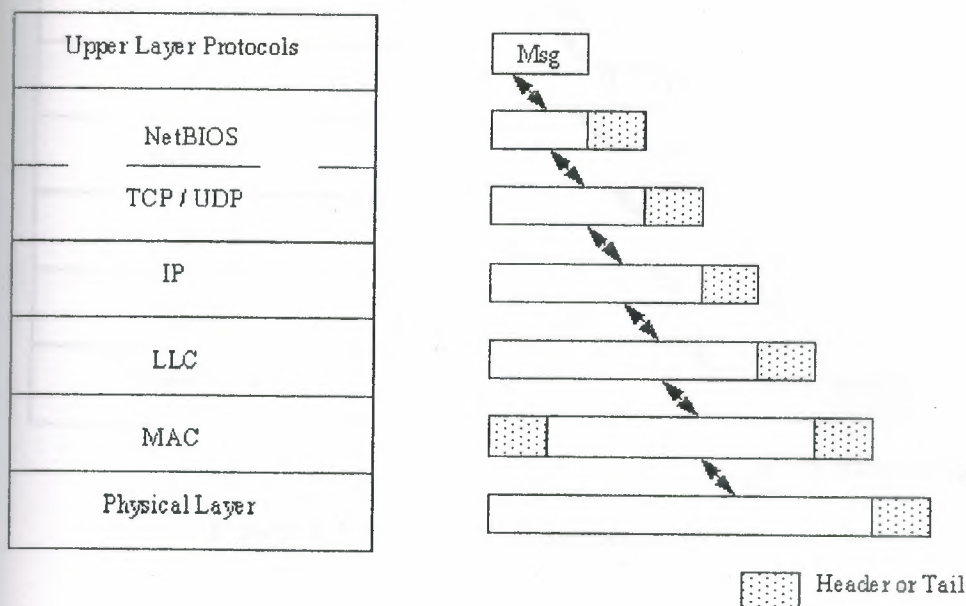 Upper Layer Protocols
Msg
NetBIOS
TCP / UDP
IP
LLC
MAC
Physical Layer
Header or Tail